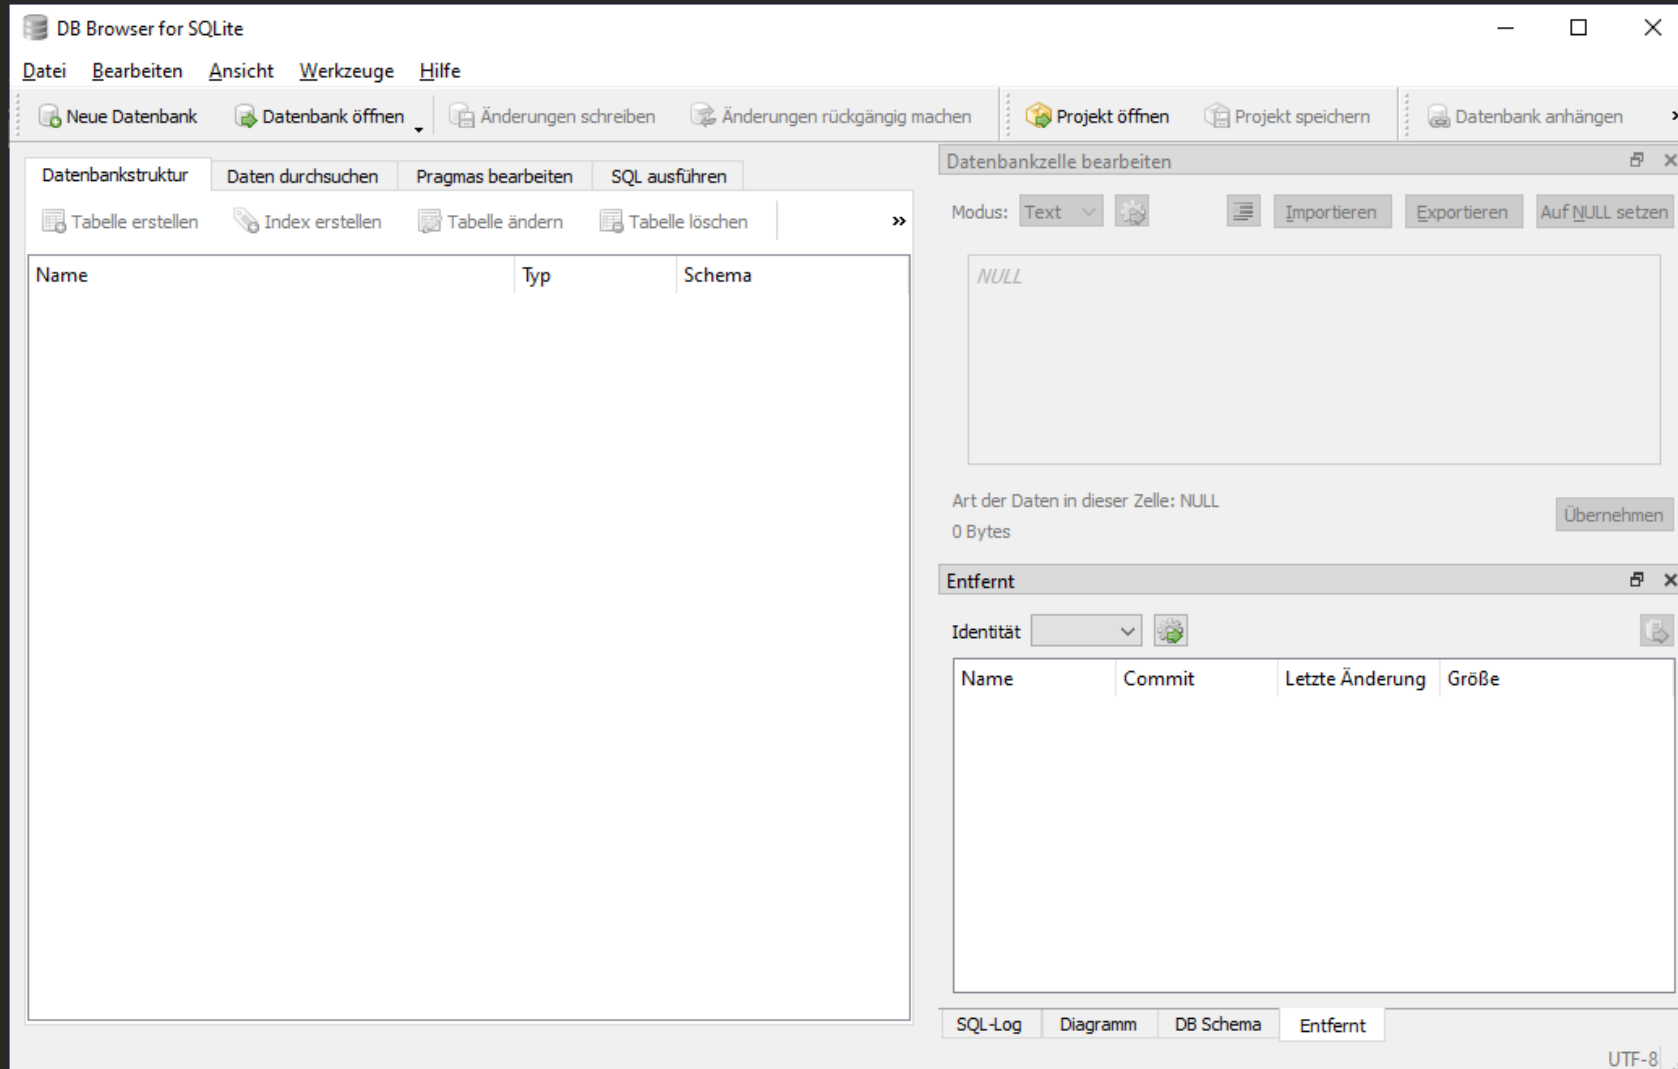 DB Browser for SQLite
Datei Bearbeiten Ansicht Werkzeuge Hilfe
Neue Datenbank Datenbank öffnen Änderungen schreiben Änderungen rückgängig machen Projekt öffnen Projekt speichern Datenbank anhängen »
Datenbankstruktur Daten durchsuchen Pragmas bearbeiten SQL ausführen
Tabelle erstellen Index erstellen Tabelle ändern Tabelle löschen »
Name Typ Schema
Datenbankzelle bearbeiten
Modus: Text Importieren Exportieren Auf NULL setzen
NULL
Art der Daten in dieser Zelle: NULL
0 Bytes
Übernehmen
Entfernt
Identität
Name Commit Letzte Änderung Größe
SQL-Log Diagramm DB Schema Entfernt
UTF-8